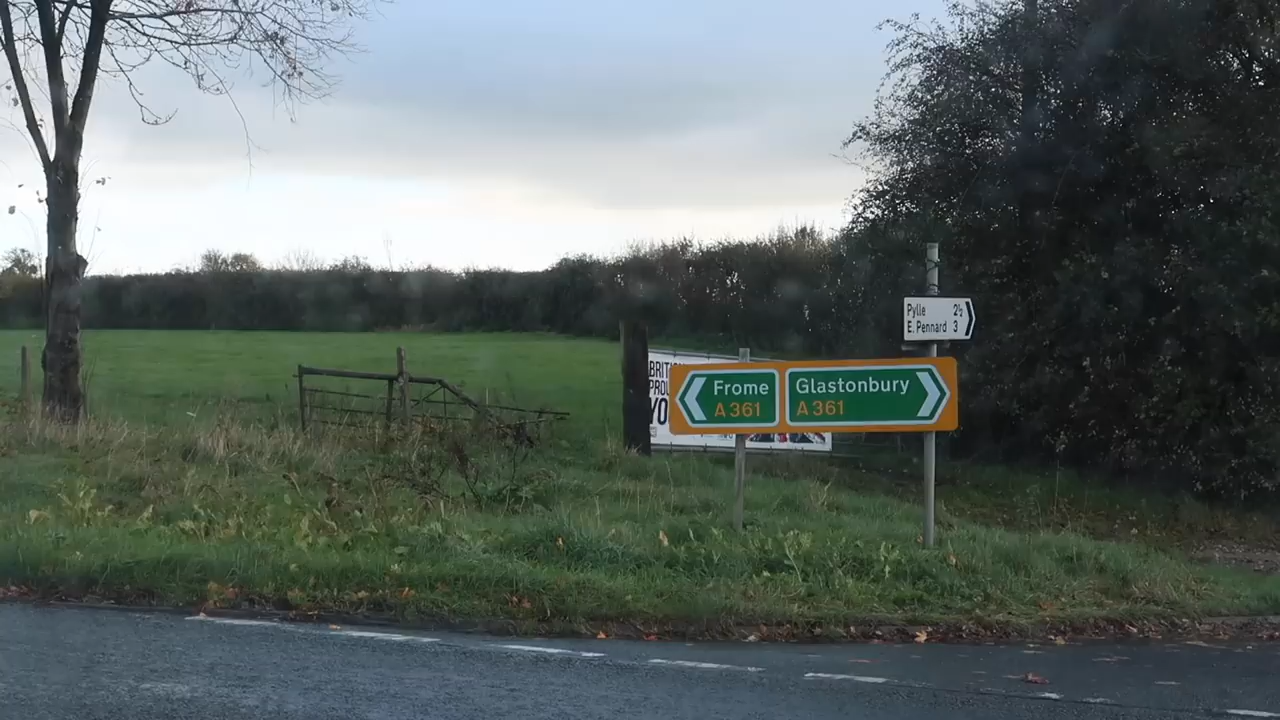 Pylle 2½
E. Pennard 3
Frome
A 361
Glastonbury
A 361